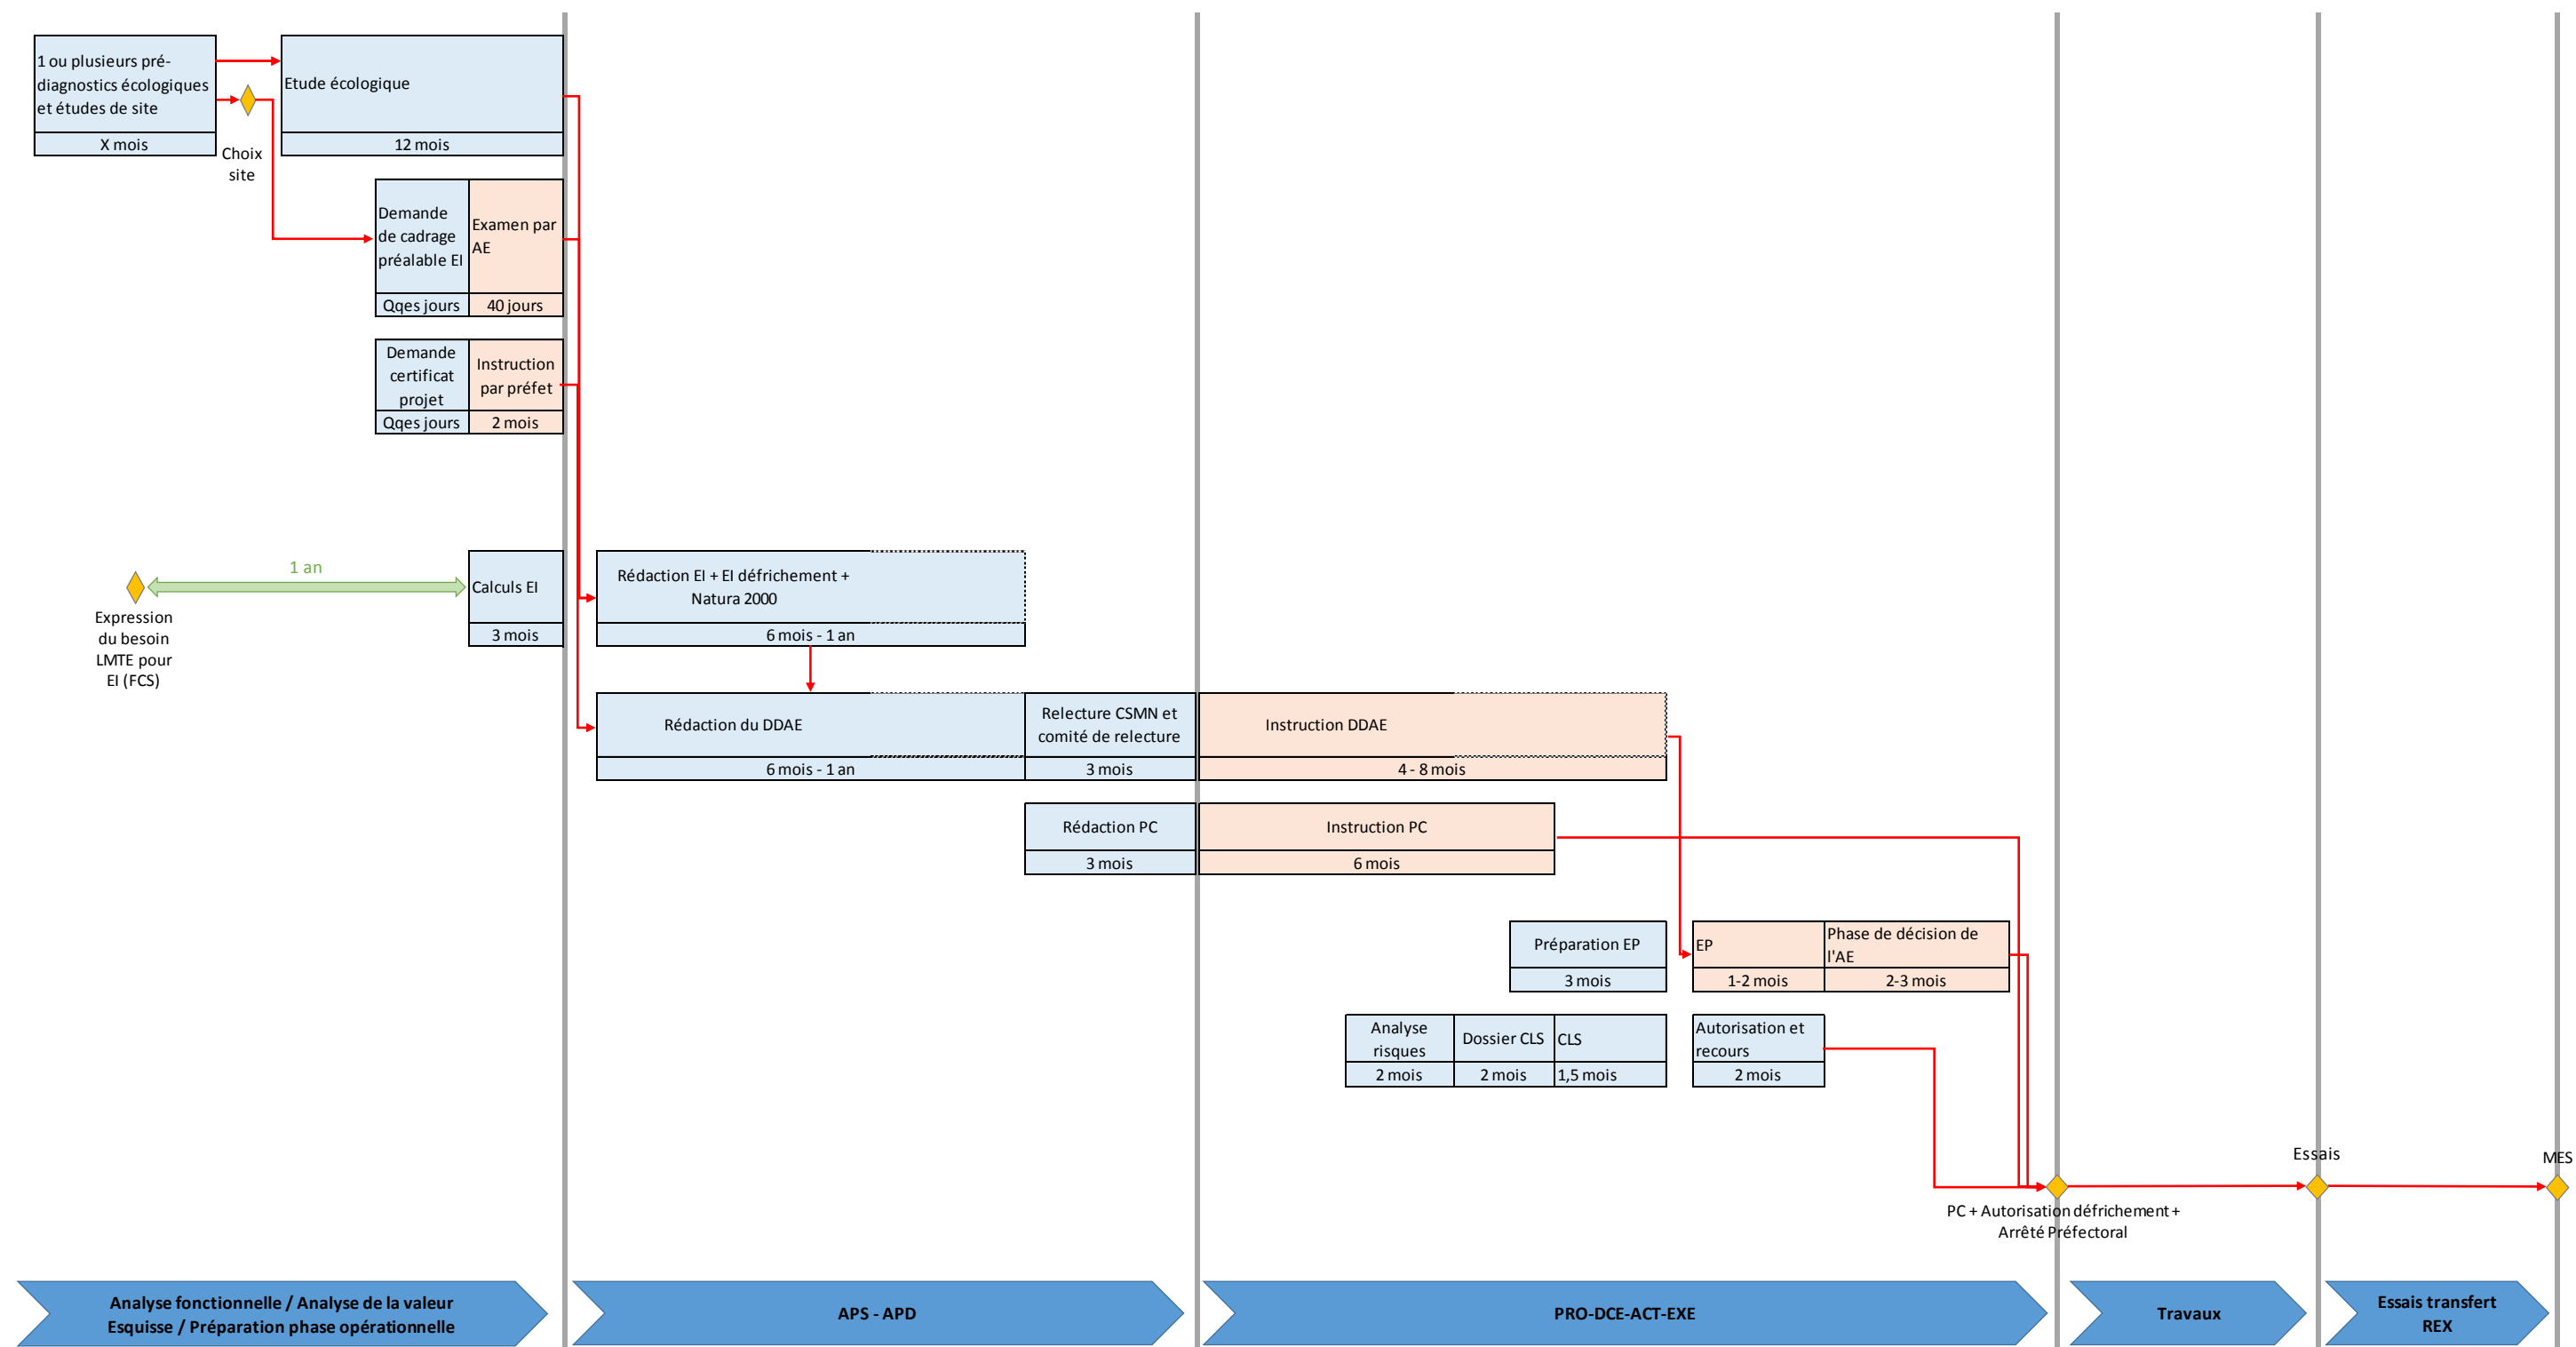 1 ou plusieurs pré-
diagnostics écologiques
et études de site
X mois
Choix
site
Etude écologique
12 mois
Demande
de cadrage
préalable EI
Qqes jours
Examen par
AE
40 jours
Demande
certificat
projet
Qqes jours
Instruction
par préfet
2 mois
1 an
Expression
du besoin
LMTE pour
EI (FCS)
Calculs EI
3 mois
Rédaction EI + EI défrichement +
Natura 2000
6 mois - 1 an
Rédaction du DDAE
6 mois - 1 an
Relecture CSMN et
comité de relecture
3 mois
Instruction DDAE
4 - 8 mois
Rédaction PC
3 mois
Instruction PC
6 mois
Préparation EP
3 mois
EP
1-2 mois
Phase de décision de
l'AE
2-3 mois
Analyse
risques
2 mois
Dossier CLS
2 mois
CLS
1,5 mois
Autorisation et
recours
2 mois
Essais
MES
PC + Autorisation défrichement +
Arrêté Préfectoral
Analyse fonctionnelle / Analyse de la valeur
Esquisse / Préparation phase opérationnelle
APS - APD
PRO-DCE-ACT-EXE
Travaux
Essais transfert
REX